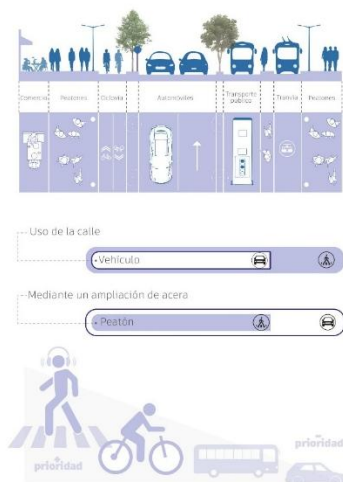 Comercio
Peatones
Ciclovía
Automóviles
Transporte
público
Tranvía
Peatones
Uso de la calle
Vehículo
Mediante un ampliación de acera
Peatón
prioridad
prioridad